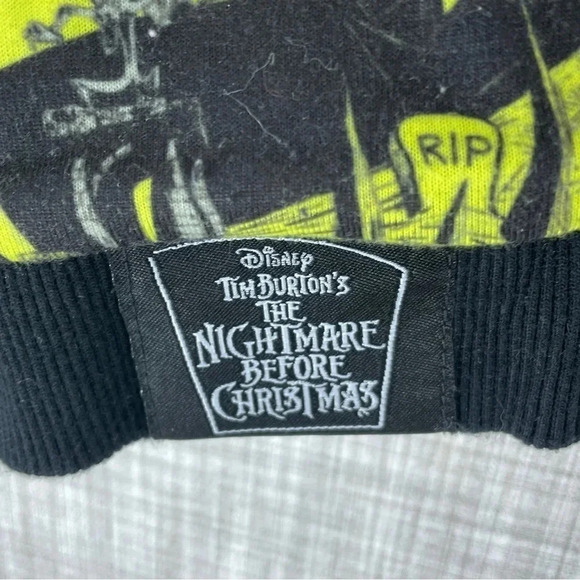 RIP
Disney
TIM BURTON'S
THE
NIGHTMARE
BEFORE
CHRISTMAS